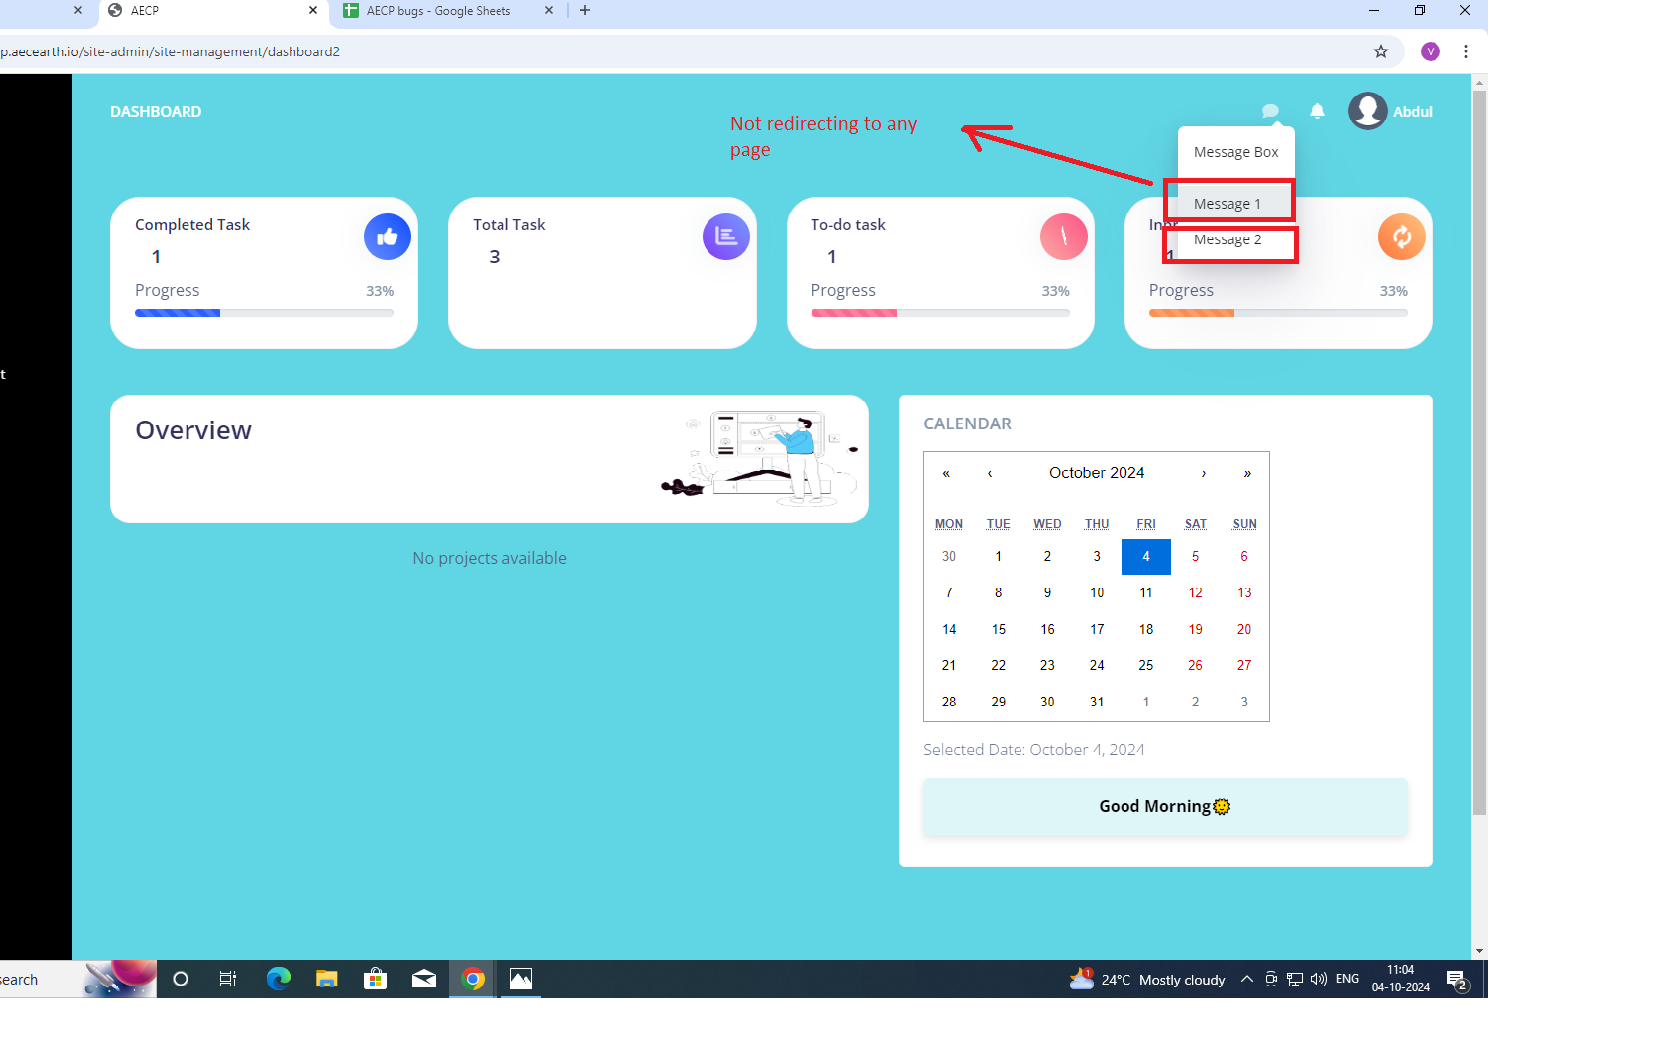 AECP
AECP bugs - Google Sheets
V
p.aecearth.io/site-admin/site-management/dashboard2
DASHBOARD
Abdul
Not redirecting to any
page
Message Box
Message 1
Message 2
Completed Task
1
Progress
33%
Total Task
3
To-do task
1
Progress
33%
Inpr
1
Progress
33%
t
Overview
No projects available
CALENDAR
« ‹ October 2024 › »
MON TUE WED THU FRI SAT SUN
30 1 2 3 4 5 6
7 8 9 10 11 12 13
14 15 16 17 18 19 20
21 22 23 24 25 26 27
28 29 30 31 1 2 3
Selected Date: October 4, 2024
Good Morning🌞
search
1
24°C Mostly cloudy
ENG
11:04
04-10-2024
2